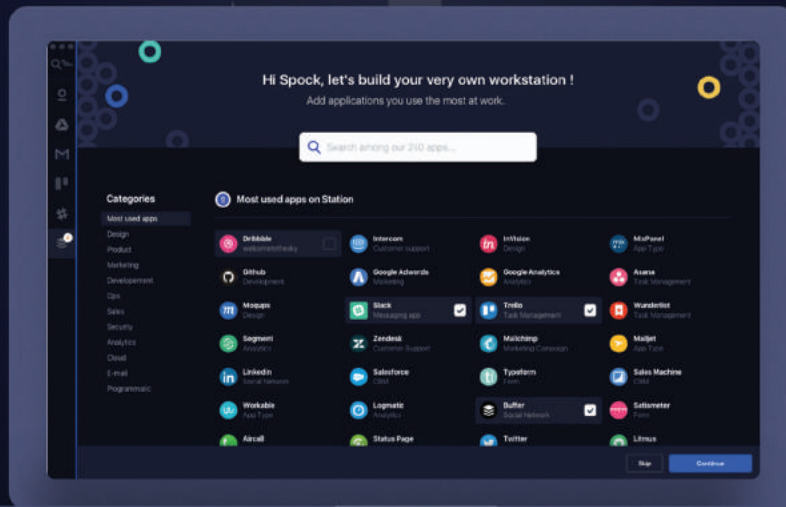 Hi Spock, let's build your very own workstation !
Add applications you use the most at work.
Search among our 240 apps...
Categories
Most used apps
Design
Product
Marketing
Developement
Ops
Sales
Security
Analytics
Cloud
E-mail
Programmatic
Most used apps on Station
Dribbble
welcometothesky
Intercom
Customer support
in
InVision
Design
MixPanel
App Type
Github
Development
Google Adwords
Marketing
Google Analytics
Analytics
Asana
Task Management
m
Moqups
Design
Slack
Messaging app
Trello
Task Management
Wunderlist
Task Management
Segment
Analytics
Zendesk
Customer Support
Mailchimp
Marketing Campaign
Mailjet
App Type
in
LinkedIn
Social Network
Salesforce
CRM
Typeform
Form
Sales Machine
CRM
Workable
App Type
Logmatic
Analytics
Buffer
Social Network
Satismeter
Form
Aircall
Status Page
Twitter
Litmus
Skip
Continue